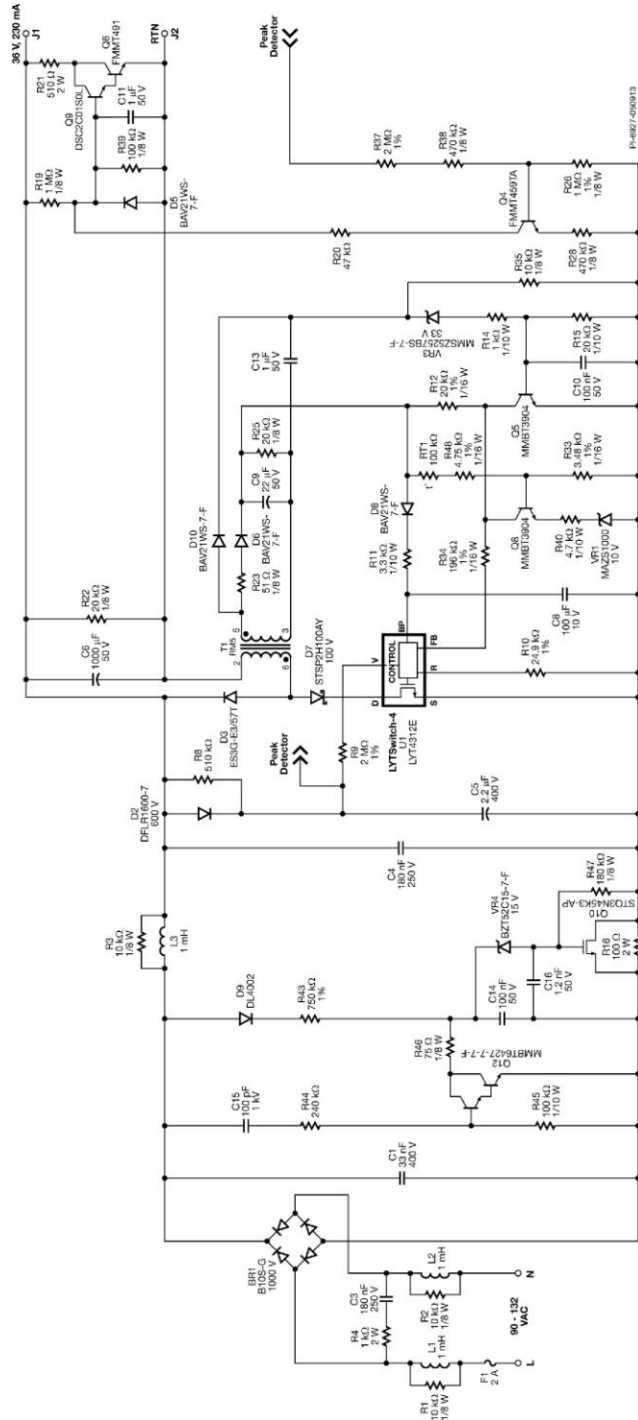 F1
2 A
L
90 - 132
VAC
N
R1
10 kΩ
1/8 W
L1
1 mH
R4
1 kΩ
2 W
C3
180 nF
250 V
R2
10 kΩ
1/8 W
L2
1 mH
BR1
B10S-G
1000 V
C1
33 nF
400 V
C15
100 pF
1 kV
R44
240 kΩ
R45
100 kΩ
1/10 W
D9
DL4002
R43
750 kΩ
1%
R46
75 Ω
1/8 W
Q12
MMBT6427-7-F
C14
100 nF
50 V
VR4
BZT52C15-7-F
15 V
C16
1.2 nF
50 V
R47
180 kΩ
1/8 W
Q10
STQ3N45K3-AP
R16
100 Ω
2 W
R3
10 kΩ
1/8 W
L3
1 mH
C4
180 nF
250 V
D2
DFLR1600-7
600 V
R8
510 kΩ
C5
2.2 µF
400 V
Peak
Detector
R9
2 MΩ
1%
D3
ES3G-E3/57T
C6
1000 µF
50 V
R22
20 kΩ
1/8 W
T1
RM5
2
6
5
3
D7
STSP2H100AY
100 V
D
S
V
BP
FB
R
CONTROL
LYTSwitch-4
U1
LYT4312E
R10
24.9 kΩ
1%
C8
100 µF
10 V
R23
51 Ω
1/8 W
D10
BAV21WS-7-F
D6
BAV21WS-
7-F
C9
22 µF
50 V
R25
20 kΩ
1/8 W
C13
1 µF
50 V
R11
3.3 kΩ
1/10 W
D8
BAV21WS-
7-F
R34
196 kΩ
1%
1/16 W
RT1
100 kΩ
t°
R48
4.75 kΩ
1%
1/16 W
R12
20 kΩ
1%
1/16 W
Q8
MMBT3904
R33
3.48 kΩ
1%
1/16 W
R40
4.7 kΩ
1/10 W
VR1
MAZS1000
10 V
Q5
MMBT3904
C10
100 nF
50 V
R15
20 kΩ
1/10 W
R14
1 kΩ
1/10 W
VR3
MMSZ5257BS-7-F
33 V
R35
10 kΩ
1/8 W
R20
47 kΩ
Q4
FMMT459TA
R28
470 kΩ
1/8 W
R26
1 MΩ
1%
1/8 W
R37
2 MΩ
1%
R38
470 kΩ
1/8 W
Peak
Detector
R19
1 MΩ
1/8 W
D5
BAV21WS-
7-F
R39
100 kΩ
1/8 W
C11
1 µF
50 V
Q9
DSC2C01S0L
R21
510 Ω
2 W
Q6
FMMT491
36 V, 230 mA
J1
RTN
J2
PI-6927-050913